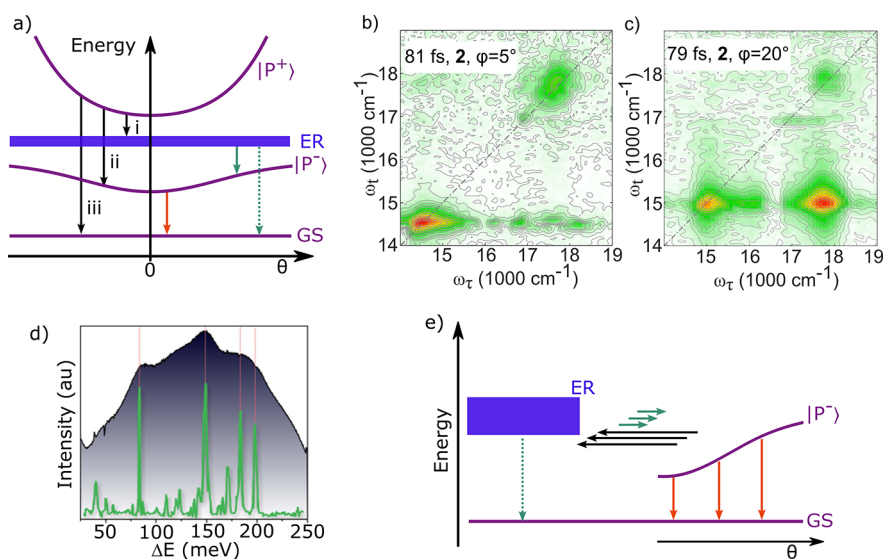 a)
Energy
|P⁺⟩
i
ER
ii
|P⁻⟩
iii
GS
0
θ
b)
81 fs, 2, φ=5°
ωt (1000 cm⁻¹)
18
17
16
15
14
15 16 17 18 19
ωτ (1000 cm⁻¹)
c)
79 fs, 2, φ=20°
ωt (1000 cm⁻¹)
18
17
16
15
14
15 16 17 18 19
ωτ (1000 cm⁻¹)
d)
Intensity (au)
50 100 150 200 250
ΔE (meV)
e)
Energy
ER
|P⁻⟩
GS
θ